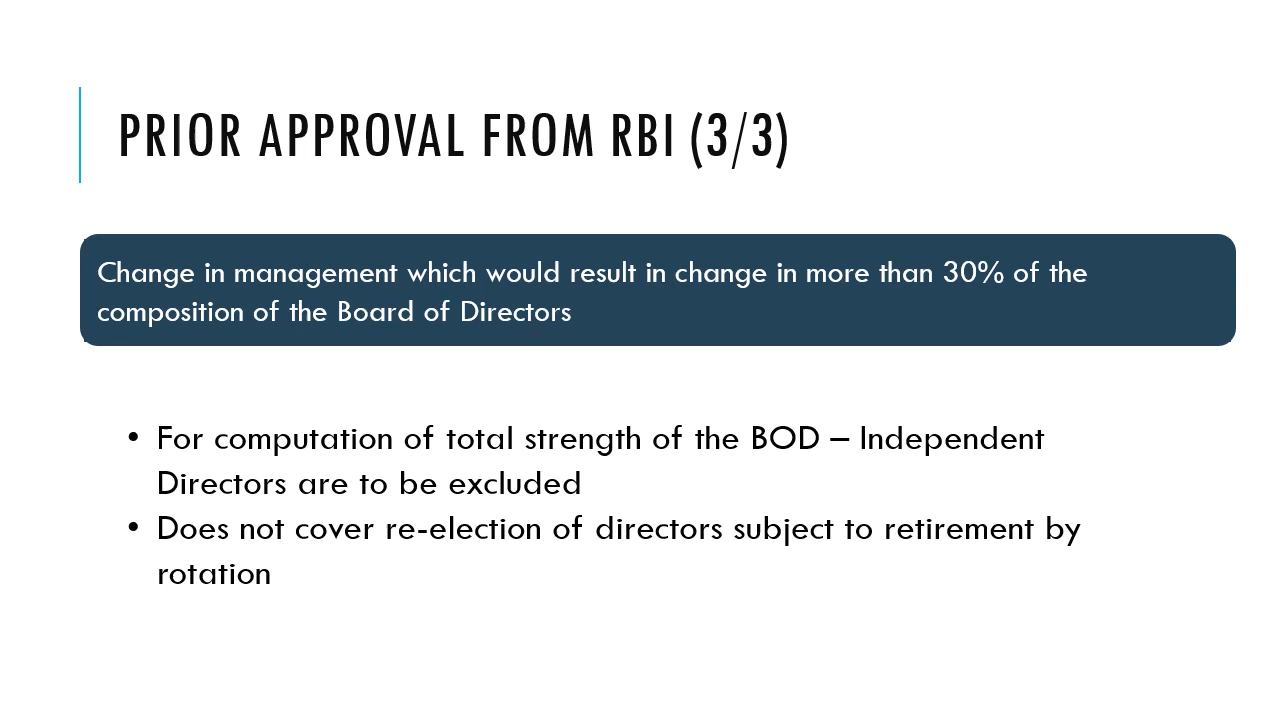 PRIOR APPROVAL FROM RBI (3/3)
Change in management which would result in change in more than 30% of the
composition of the Board of Directors
• For computation of total strength of the BOD – Independent
Directors are to be excluded
• Does not cover re-election of directors subject to retirement by
rotation